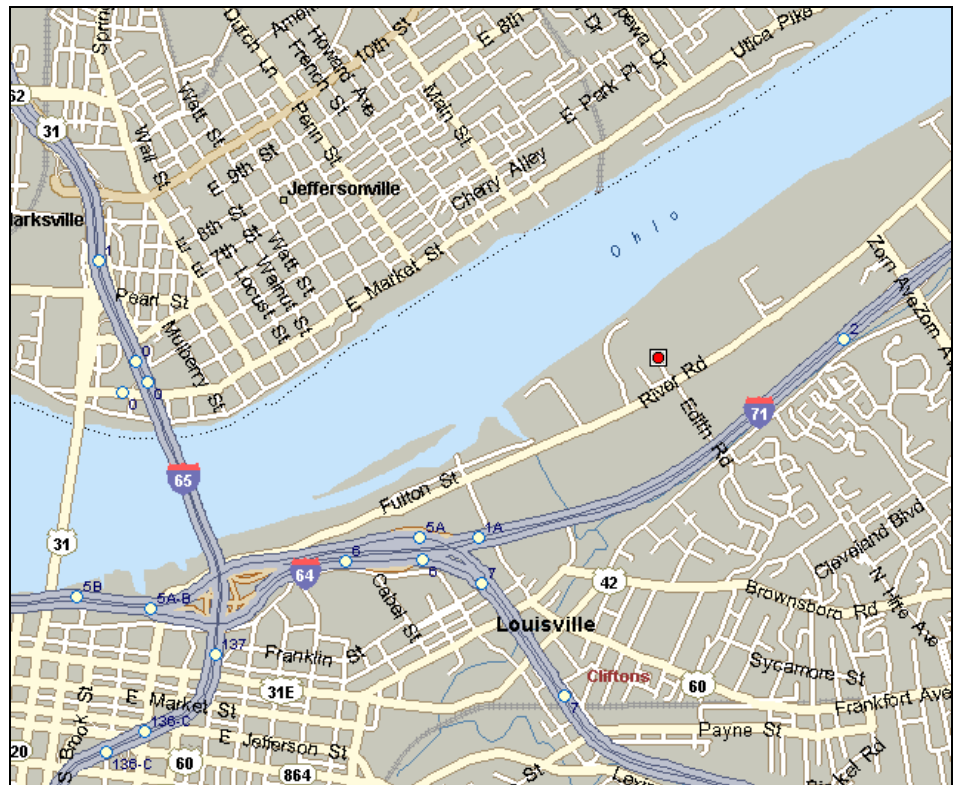 Spring
Dutch Ln
Amer
Howard Ave
French St
10th St
E 8th St
Dr
pewa Dr
Utica Pike
62
31
Watt St
Wall St
Penn St
Main St
E Park Pl
E 9th St
Jeffersonville
Cherry Alley
larksville
E 8th St
E 7th St
Watt St
Walnut St
Locust St
E Market St
Ohio
1
Pearl St
Mulberry St
0
0
0
Zorn Ave
Zorn Av
2
River Rd
Edith Rd
71
65
Fulton St
31
5A
1A
6
6
64
7
5B
5A-B
Cabel St
42
Cleveland Blvd
N Hite Ave
Brownsboro Rd
137
Franklin St
Louisville
Sycamore St
31E
Cliftons
60
7
Frankfort Ave
E Market St
136-C
Payne St
S Brook St
E Jefferson St
20
136-C
60
864
St
Lexi
Bickel Rd